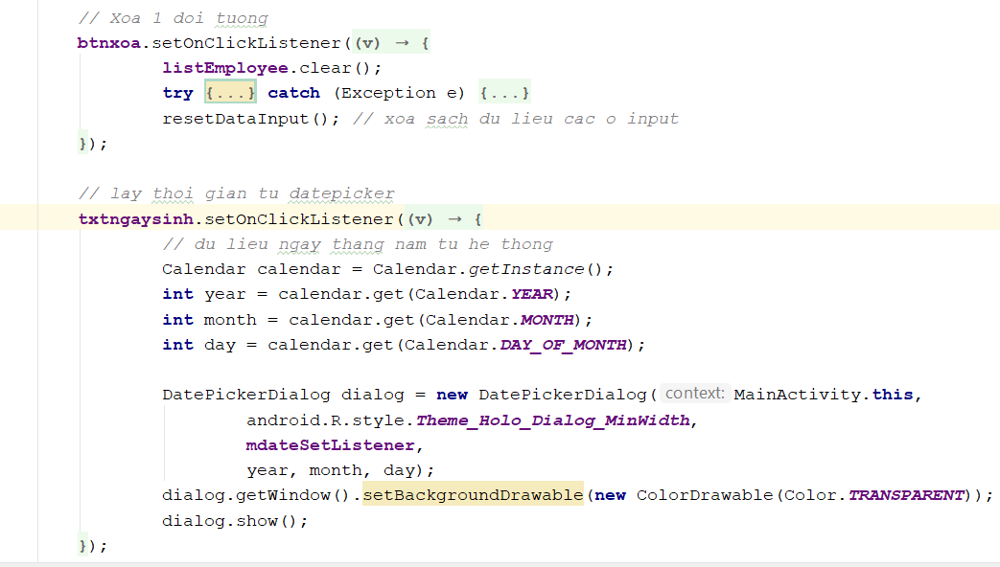 // Xoa 1 doi tuong
btnxoa.setOnClickListener((v) → {
listEmployee.clear();
try {...} catch (Exception e) {...}
resetDataInput(); // xoa sach du lieu cac o input
});
// lay thoi gian tu datepicker
txtngaysinh.setOnClickListener((v) → {
// du lieu ngay thang nam tu he thong
Calendar calendar = Calendar.getInstance();
int year = calendar.get(Calendar.YEAR);
int month = calendar.get(Calendar.MONTH);
int day = calendar.get(Calendar.DAY_OF_MONTH);
DatePickerDialog dialog = new DatePickerDialog( context: MainActivity.this,
android.R.style.Theme_Holo_Dialog_MinWidth,
mdateSetListener,
year, month, day);
dialog.getWindow().setBackgroundDrawable(new ColorDrawable(Color.TRANSPARENT));
dialog.show();
});